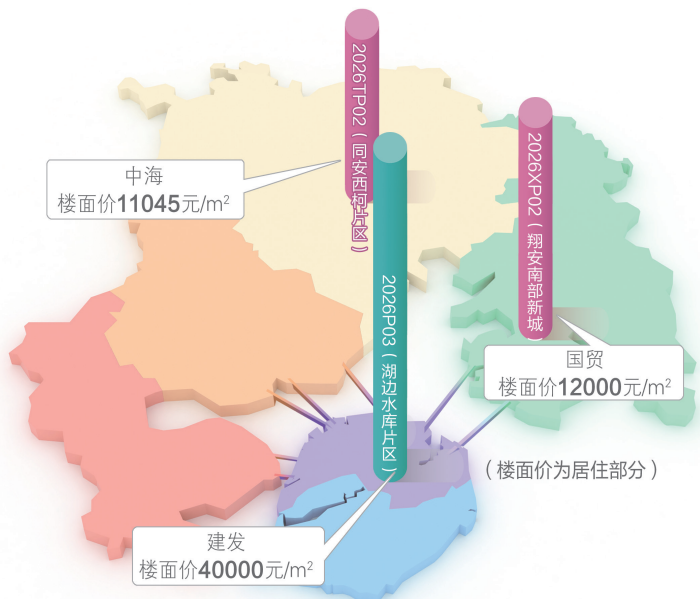 2026TP02（同安西柯片区）
中海
楼面价11045元/m²
2026XP02（翔安南部新城）
国贸
楼面价12000元/m²
2026P03（湖边水库片区）
（楼面价为居住部分）
建发
楼面价40000元/m²